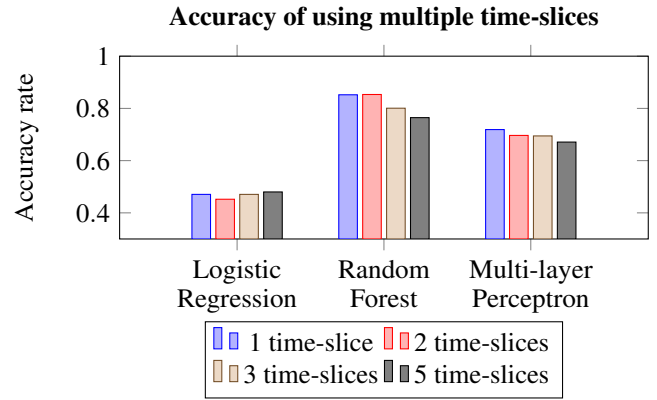 Accuracy of using multiple time-slices
Accuracy rate
1
0.8
0.6
0.4
Logistic Regression
Random Forest
Multi-layer Perceptron
1 time-slice
2 time-slices
3 time-slices
5 time-slices